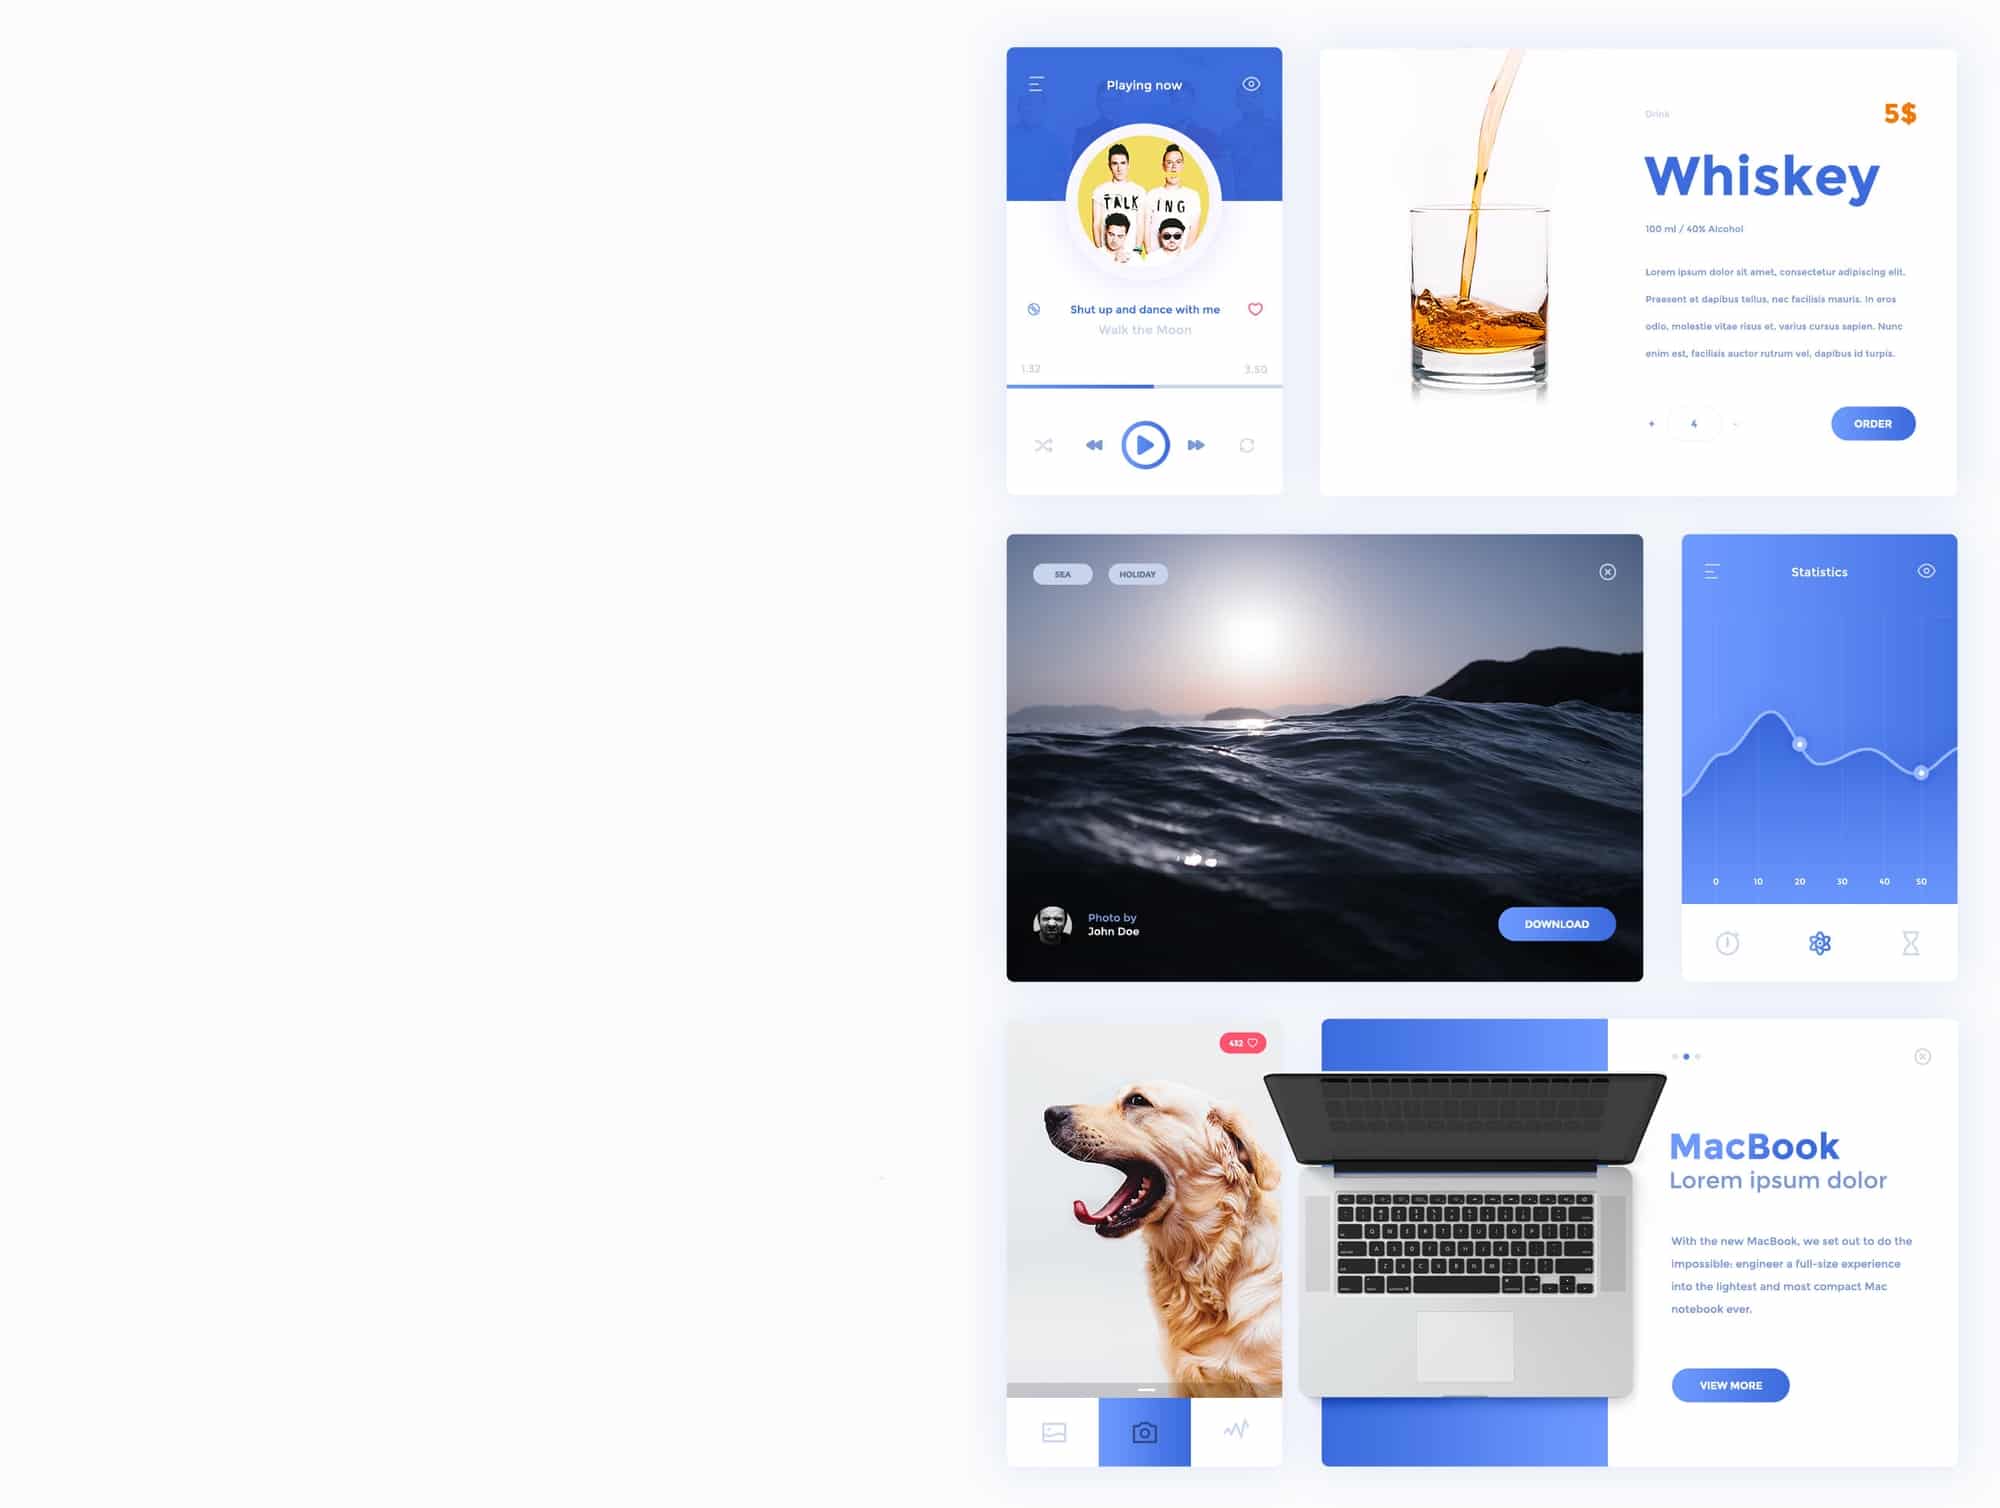 Playing now
TALK ING
Shut up and dance with me
Walk the Moon
1.32
3.50
Drink
5$
Whiskey
100 ml / 40% Alcohol
Lorem ipsum dolor sit amet, consectetur adipiscing elit.
Praesent et dapibus tellus, nec facilisis mauris. In eros
odio, molestie vitae risus et, varius cursus sapien. Nunc
enim est, facilisis auctor rutrum vel, dapibus id turpis.
+ 4 -
ORDER
SEA
HOLIDAY
Photo by
John Doe
DOWNLOAD
Statistics
0 10 20 30 40 50
432
MacBook
Lorem ipsum dolor
With the new MacBook, we set out to do the
impossible: engineer a full-size experience
into the lightest and most compact Mac
notebook ever.
VIEW MORE